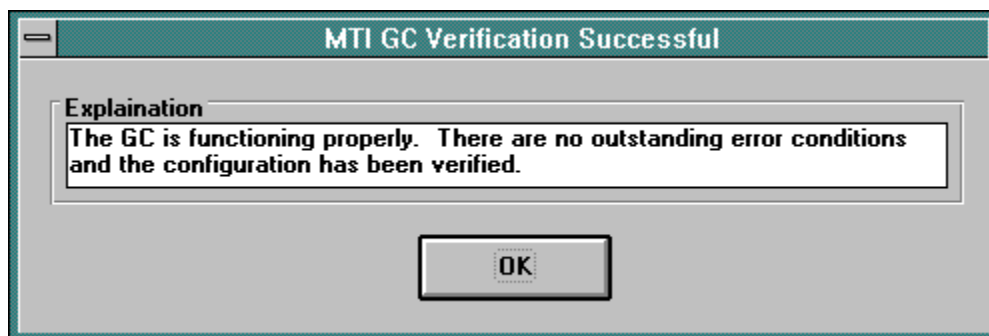 MTI GC Verification Successful
Explaination
The GC is functioning properly.  There are no outstanding error conditions
and the configuration has been verified.
OK